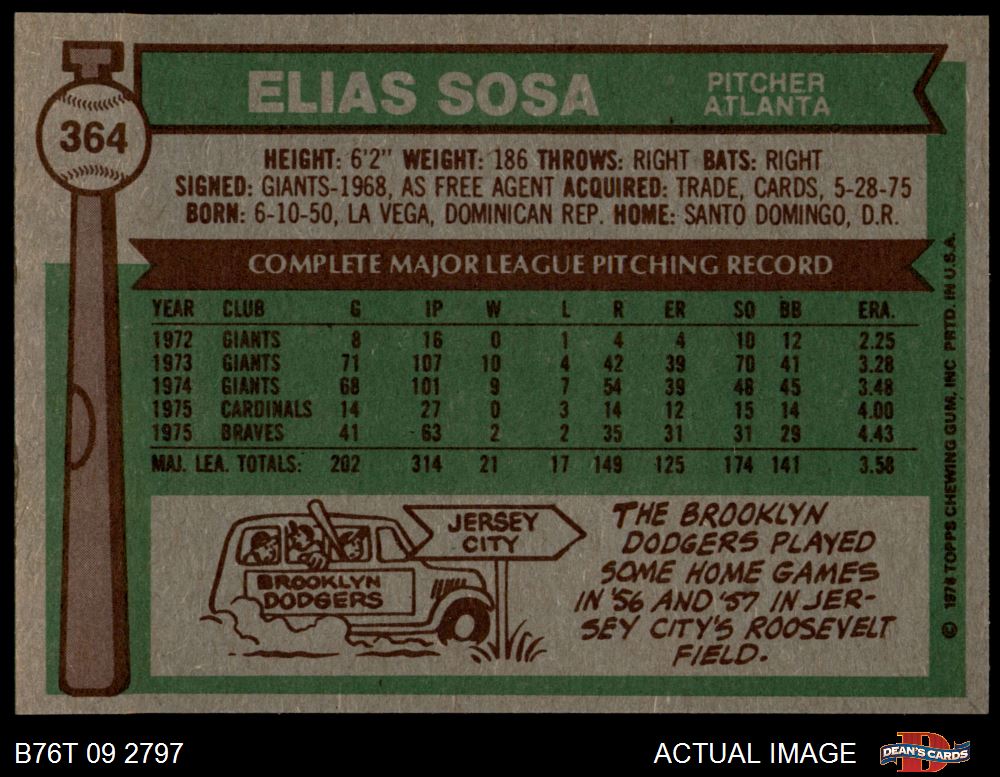 364
ELIAS SOSA
PITCHER
ATLANTA
HEIGHT: 6'2" WEIGHT: 186 THROWS: RIGHT BATS: RIGHT
SIGNED: GIANTS-1968, AS FREE AGENT ACQUIRED: TRADE, CARDS, 5-28-75
BORN: 6-10-50, LA VEGA, DOMINICAN REP. HOME: SANTO DOMINGO, D.R.
COMPLETE MAJOR LEAGUE PITCHING RECORD
YEAR CLUB G IP W L R ER SO BB ERA.
1972 GIANTS 8 16 0 1 4 4 10 12 2.25
1973 GIANTS 71 107 10 4 42 39 70 41 3.28
1974 GIANTS 68 101 9 7 54 39 48 45 3.48
1975 CARDINALS 14 27 0 3 14 12 15 14 4.00
1975 BRAVES 41 63 2 2 35 31 31 29 4.43
MAJ. LEA. TOTALS: 202 314 21 17 149 125 174 141 3.58
JERSEY
CITY
BROOKLYN
DODGERS
THE BROOKLYN
DODGERS PLAYED
SOME HOME GAMES
IN '56 AND '57 IN JER-
SEY CITY'S ROOSEVELT
FIELD.
© 1976 TOPPS CHEWING GUM, INC PRTD. IN U.S.A.
B76T 09 2797
ACTUAL IMAGE
DEAN'S CARDS